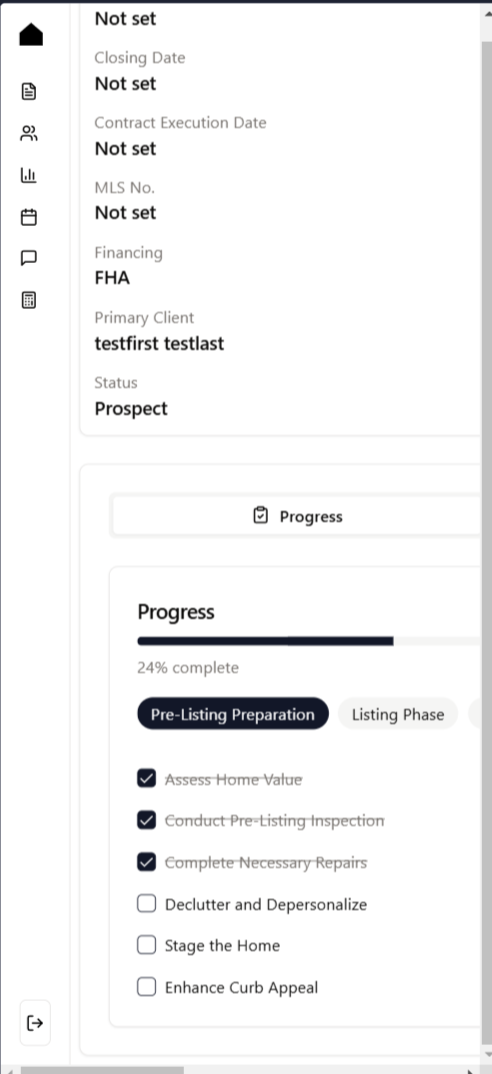 Not set
Closing Date
Not set
Contract Execution Date
Not set
MLS No.
Not set
Financing
FHA
Primary Client
testfirst testlast
Status
Prospect
Progress
Progress
24% complete
Pre-Listing Preparation Listing Phase
Assess Home Value
Conduct Pre-Listing Inspection
Complete Necessary Repairs
Declutter and Depersonalize
Stage the Home
Enhance Curb Appeal